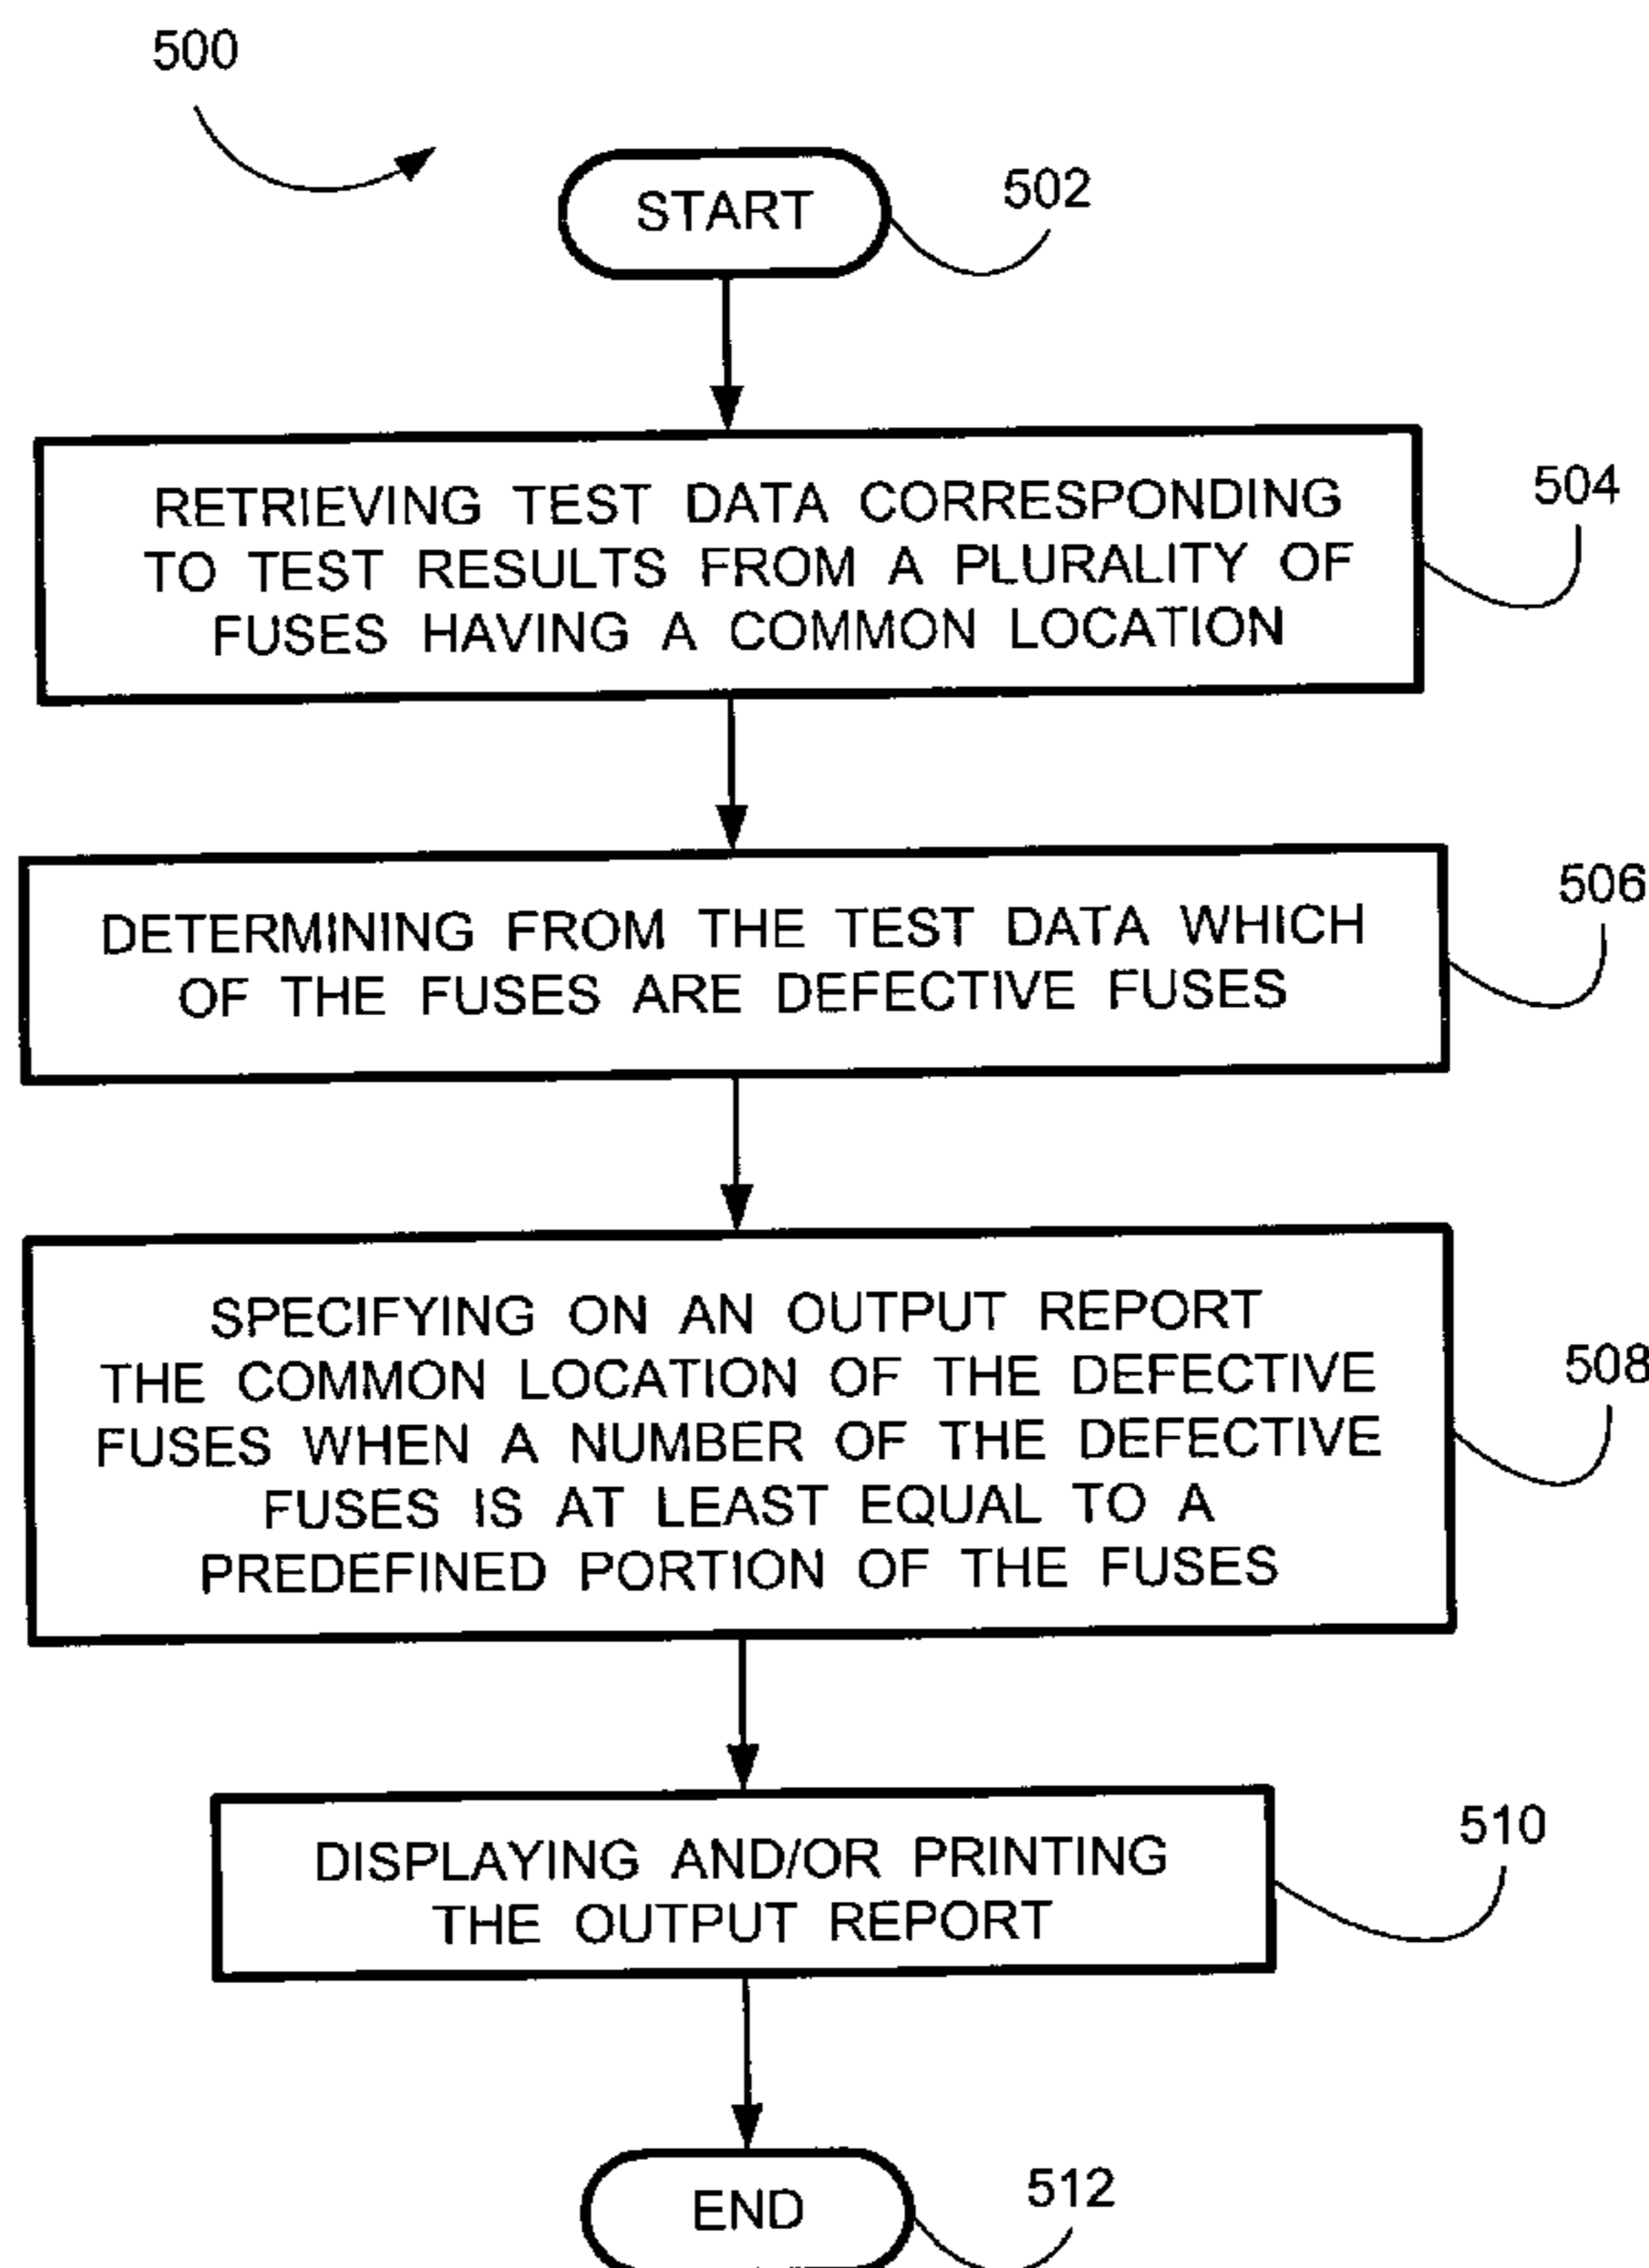 500
START
502
RETRIEVING TEST DATA CORRESPONDING
TO TEST RESULTS FROM A PLURALITY OF
FUSES HAVING A COMMON LOCATION
504
DETERMINING FROM THE TEST DATA WHICH
OF THE FUSES ARE DEFECTIVE FUSES
506
SPECIFYING ON AN OUTPUT REPORT
THE COMMON LOCATION OF THE DEFECTIVE
FUSES WHEN A NUMBER OF THE DEFECTIVE
FUSES IS AT LEAST EQUAL TO A
PREDEFINED PORTION OF THE FUSES
508
DISPLAYING AND/OR PRINTING
THE OUTPUT REPORT
510
END
512